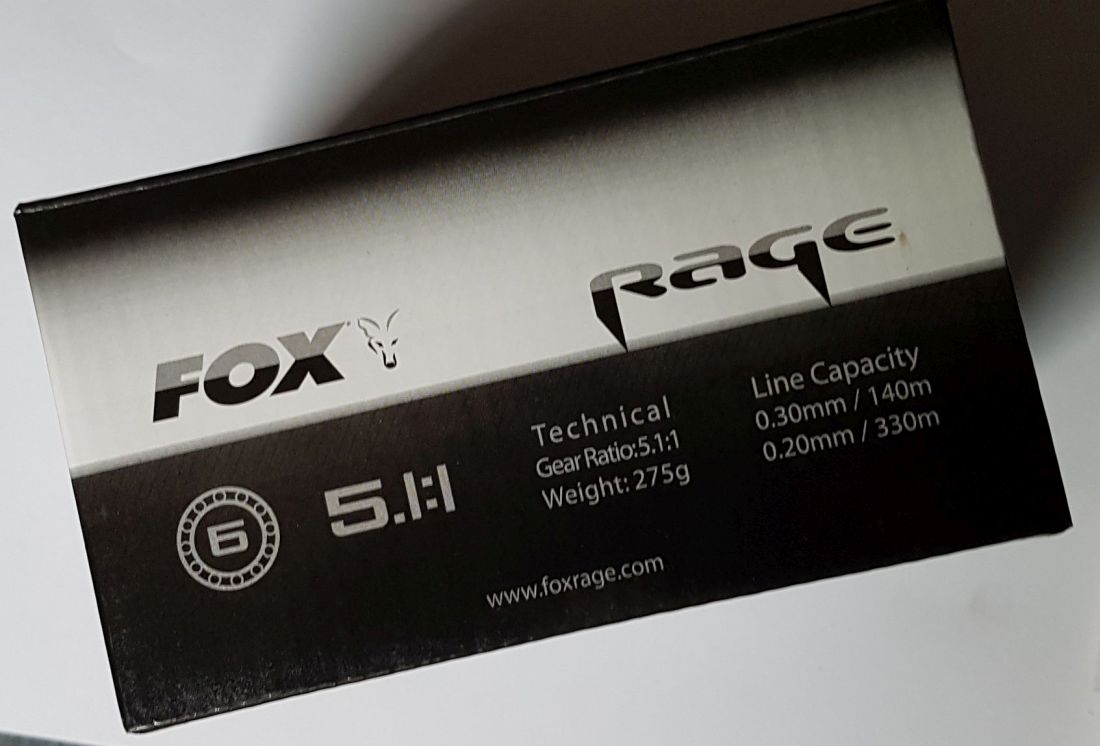 FOX
Rage
6
5.1:1
Technical
Gear Ratio:5.1:1
Weight: 275g
Line Capacity
0.30mm / 140m
0.20mm / 330m
www.foxrage.com